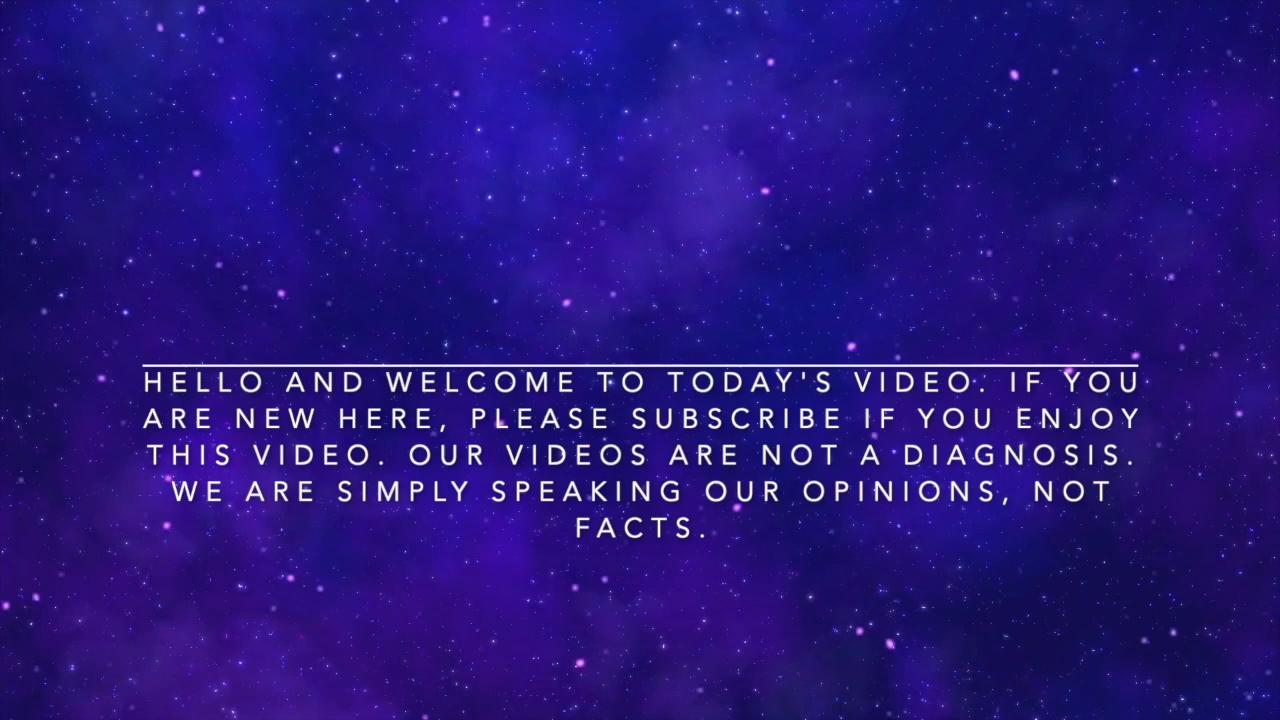 HELLO AND WELCOME TO TODAY'S VIDEO. IF YOU
ARE NEW HERE, PLEASE SUBSCRIBE IF YOU ENJOY
THIS VIDEO. OUR VIDEOS ARE NOT A DIAGNOSIS.
WE ARE SIMPLY SPEAKING OUR OPINIONS, NOT
FACTS.